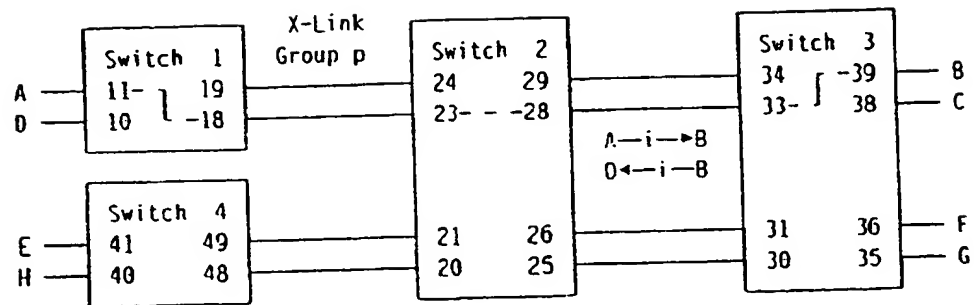 X-Link
Group p
Switch 1
11- 19
10 -18
A
D
Switch 2
24 29
23- - -28
21 26
20 25
Switch 3
34 -39
33- 38
31 36
30 35
B
C
A—i—►B
D◄—i—B
Switch 4
41 49
40 48
E
H
F
G